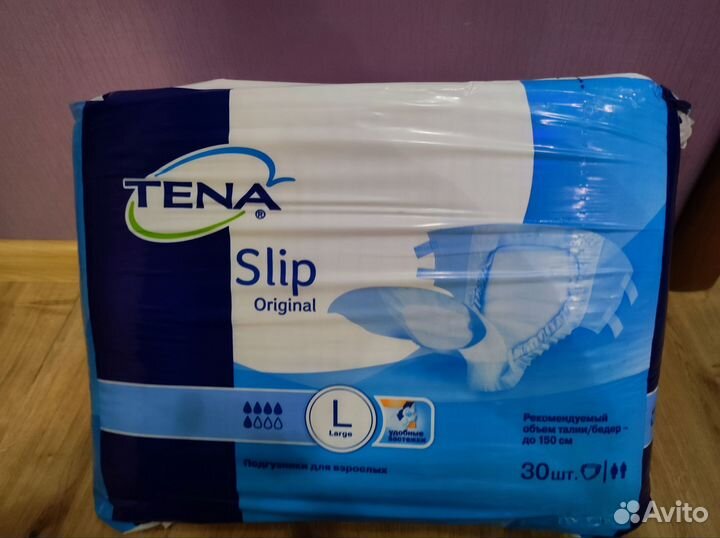 TENA®
Slip
Original
L
Large
удобные
застежки
Рекомендуемый
объем талии/бедер -
до 150 см
Подгузники для взрослых
30шт.
Avito